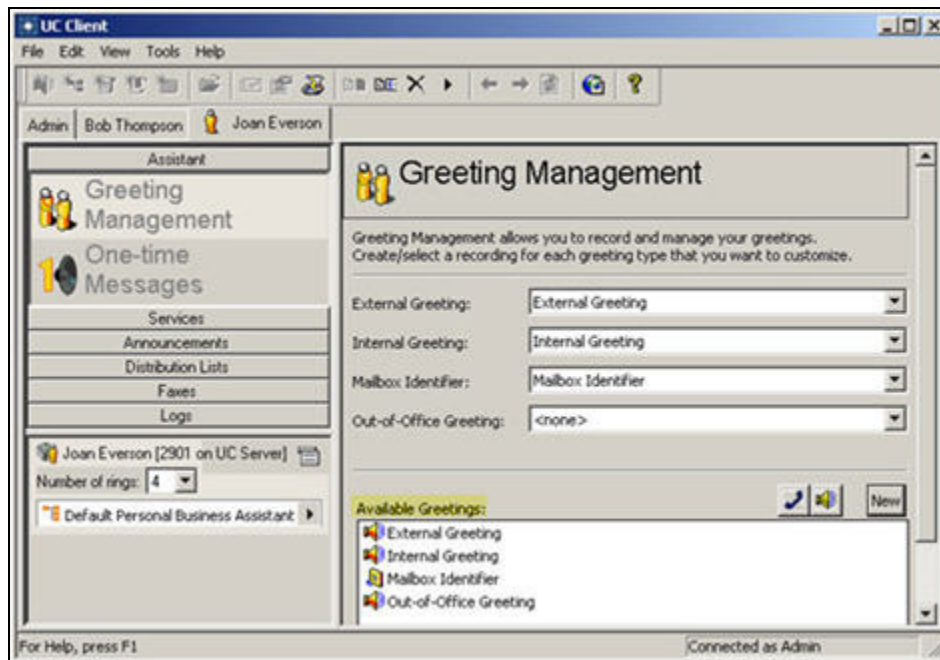 UC Client
File Edit View Tools Help
Admin Bob Thompson Joan Everson
Assistant
Greeting
Management
One-time
Messages
Services
Announcements
Distribution Lists
Faxes
Logs
Joan Everson [2901 on UC Server]
Number of rings: 4
Default Personal Business Assistant
Greeting Management
Greeting Management allows you to record and manage your greetings.
Create/select a recording for each greeting type that you want to customize.
External Greeting: External Greeting
Internal Greeting: Internal Greeting
Mailbox Identifier: Mailbox Identifier
Out-of-Office Greeting: <none>
Available Greetings: New
External Greeting
Internal Greeting
Mailbox Identifier
Out-of-Office Greeting
For Help, press F1 Connected as Admin